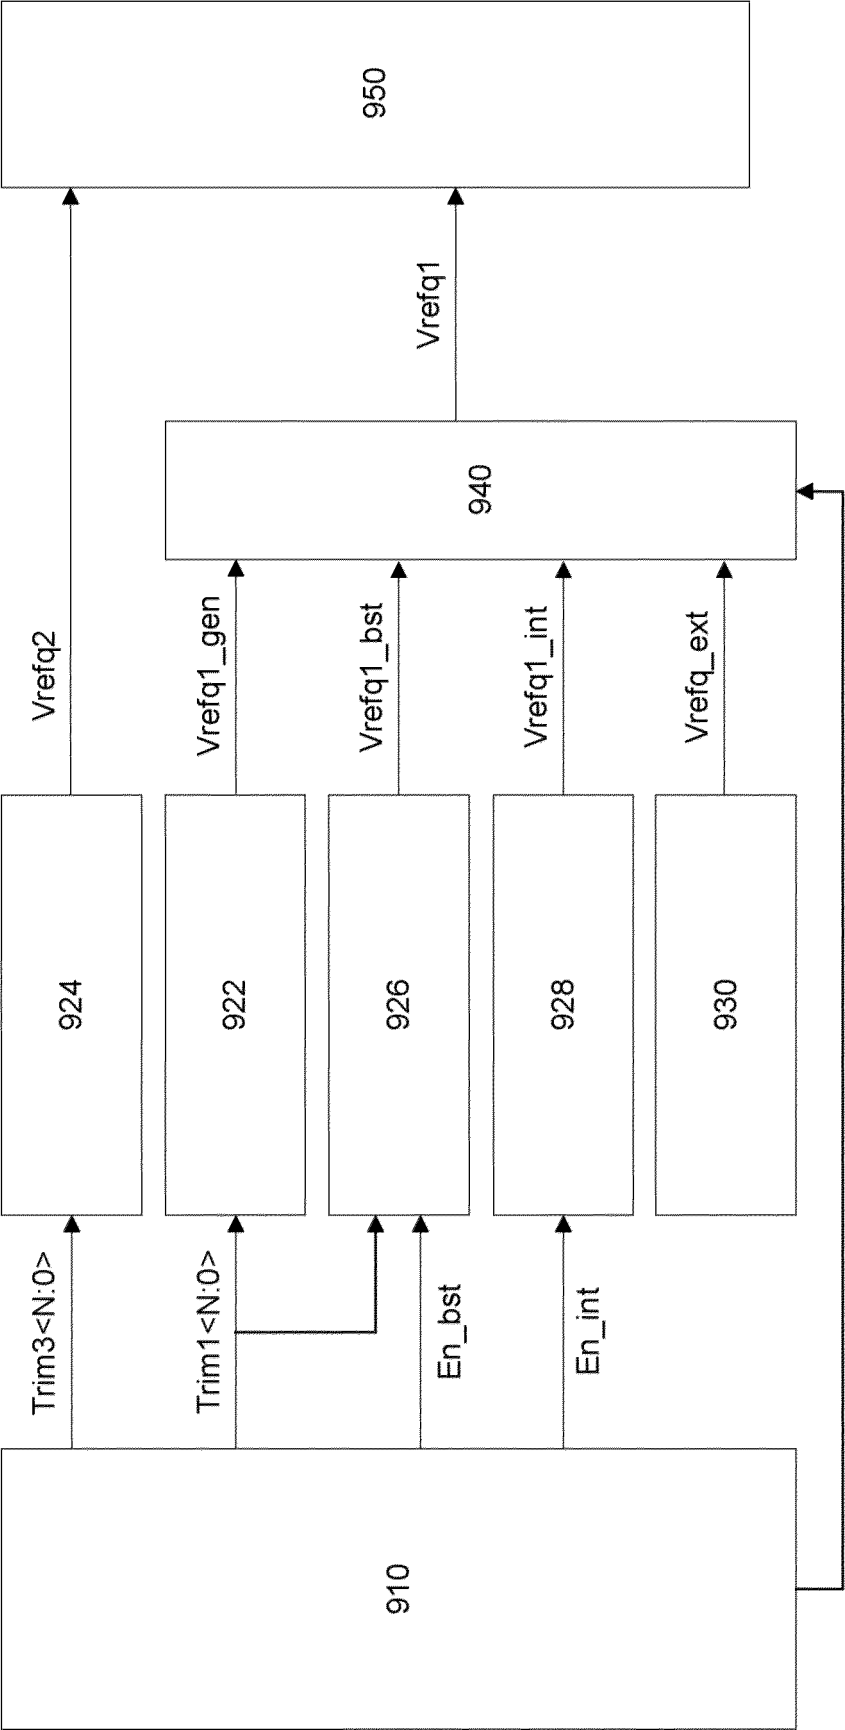 910
Trim3<N:0>
Trim1<N:0>
En_bst
En_int
924
922
926
928
930
Vrefq2
Vrefq1_gen
Vrefq1_bst
Vrefq1_int
Vrefq_ext
940
Vrefq1
950